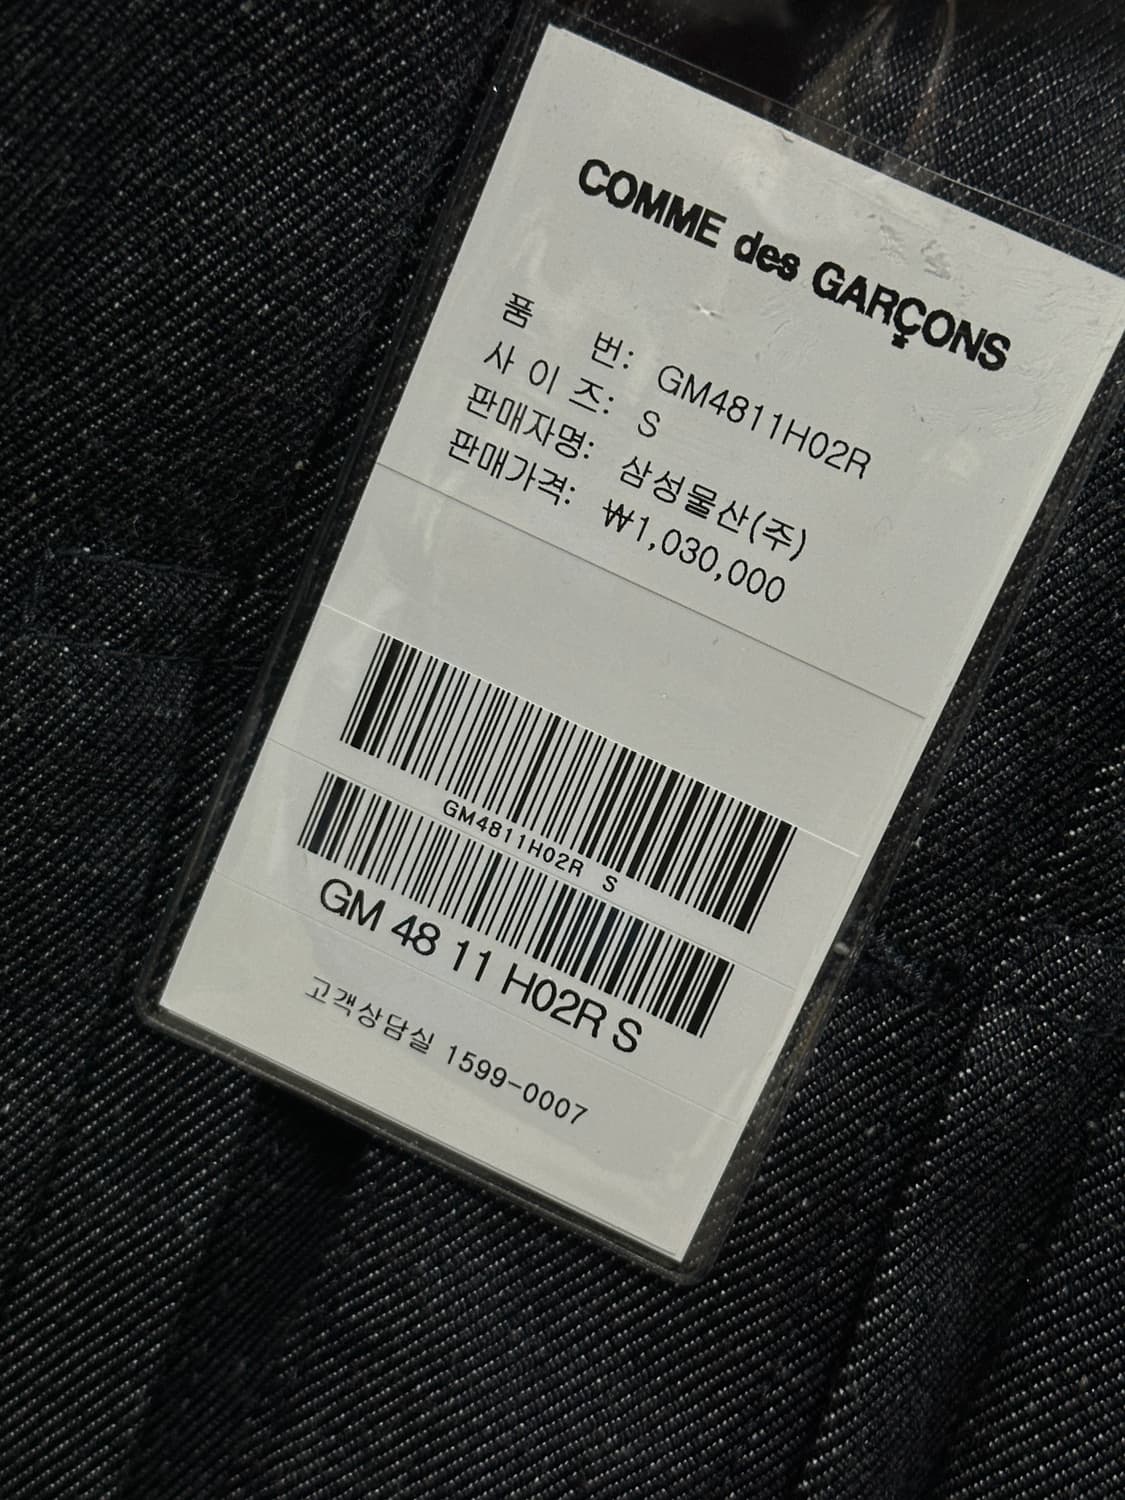 COMME des GARÇONS
품 번: GM4811H02R
사 이 즈: S
판매자명: 삼성물산(주)
판매가격: ₩1,030,000
GM4811H02R S
GM 48 11 H02R S
고객상담실 1599-0007